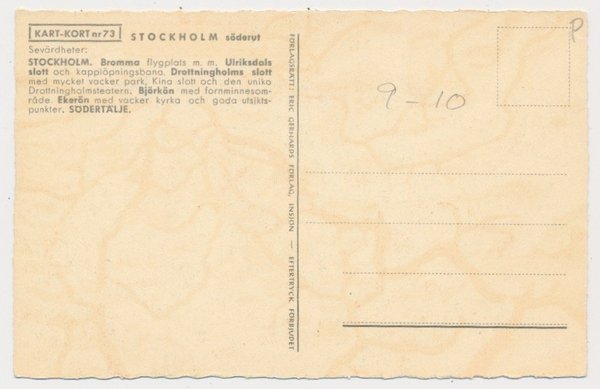 KART-KORT nr 73 STOCKHOLM söderut
Sevärdheter:
STOCKHOLM. Bromma flygplats m. m. Ulriksdals
slott och kapplöpningsbana. Drottningholms slott
med mycket vacker park, Kina slott och den unika
Drottningholmsteatern. Björkön med fornminnesom-
råde. Ekerön med vacker kyrka och goda utsikts-
punkter. SÖDERTÄLJE.
FÖRLAGSRÄTT: ERIC GERHARDS FÖRLAG, INSJÖN — EFTERTRYCK FÖRBJUDET
P
9-10